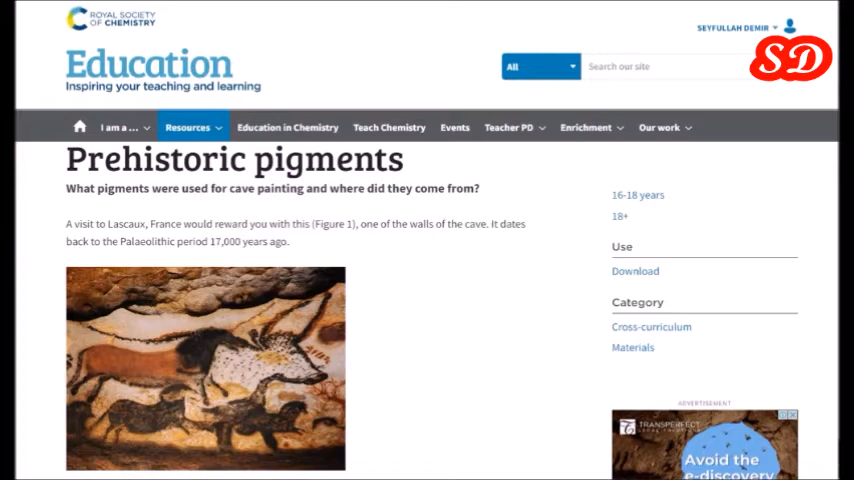 ROYAL SOCIETY
OF CHEMISTRY
SEYFULLAH DEMIR
SD
Education
Inspiring your teaching and learning
All
Search our site
I am a ...
Resources
Education in Chemistry
Teach Chemistry
Events
Teacher PD
Enrichment
Our work
Prehistoric pigments
What pigments were used for cave painting and where did they come from?
A visit to Lascaux, France would reward you with this (Figure 1), one of the walls of the cave. It dates
back to the Palaeolithic period 17,000 years ago.
16-18 years
18+
Use
Download
Category
Cross-curriculum
Materials
ADVERTISEMENT
TRANSPERFECT
Avoid the
e-discovery